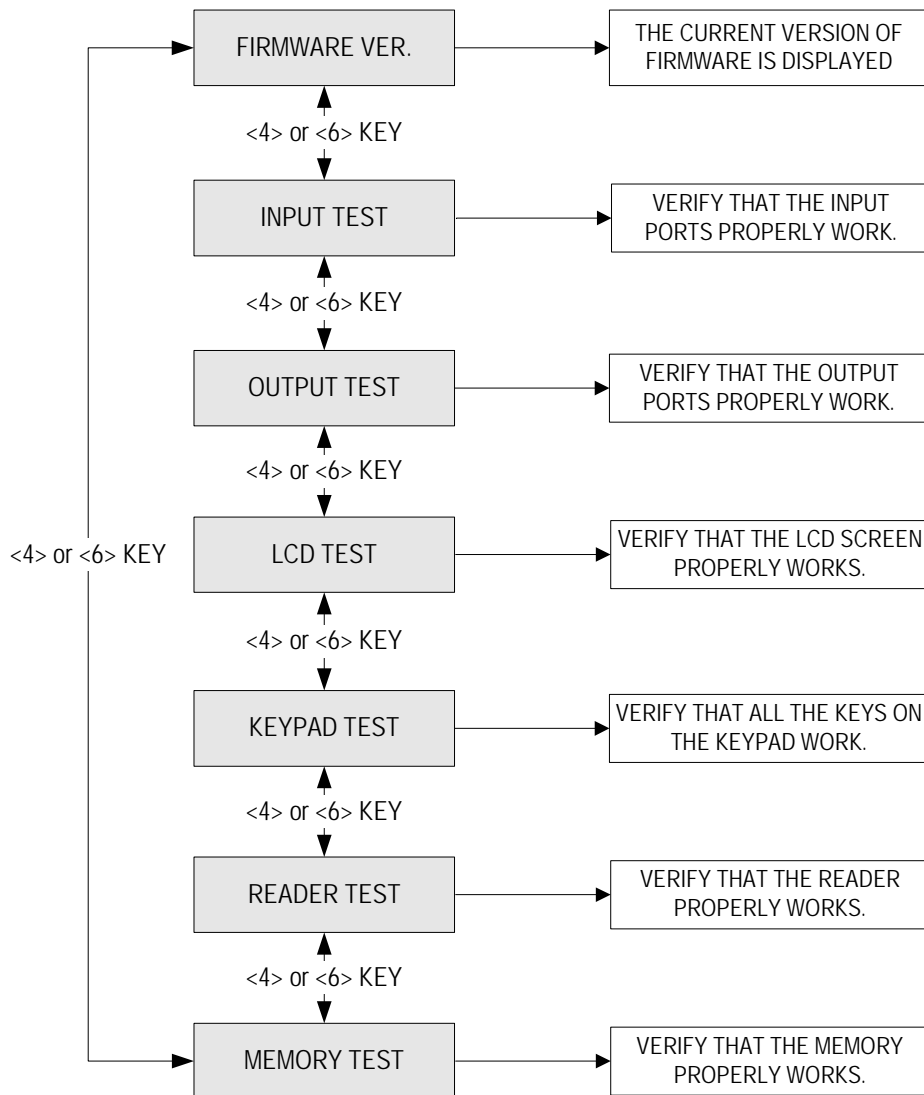 FIRMWARE VER.
THE CURRENT VERSION OF
FIRMWARE IS DISPLAYED
<4> or <6> KEY
INPUT TEST
VERIFY THAT THE INPUT
PORTS PROPERLY WORK.
<4> or <6> KEY
OUTPUT TEST
VERIFY THAT THE OUTPUT
PORTS PROPERLY WORK.
<4> or <6> KEY
<4> or <6> KEY
LCD TEST
VERIFY THAT THE LCD SCREEN
PROPERLY WORKS.
<4> or <6> KEY
KEYPAD TEST
VERIFY THAT ALL THE KEYS ON
THE KEYPAD WORK.
<4> or <6> KEY
READER TEST
VERIFY THAT THE READER
PROPERLY WORKS.
<4> or <6> KEY
MEMORY TEST
VERIFY THAT THE MEMORY
PROPERLY WORKS.